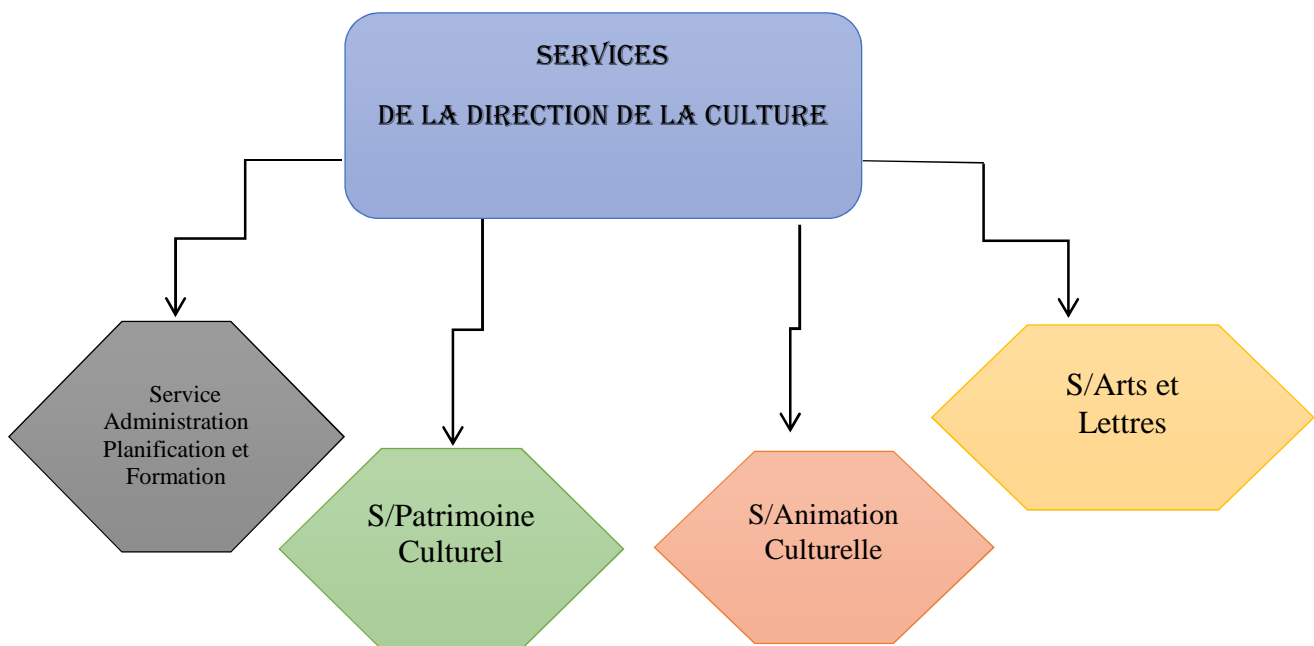 SERVICES
DE LA DIRECTION DE LA CULTURE
Service
Administration
Planification et
Formation
S/Patrimoine
Culturel
S/Animation
Culturelle
S/Arts et
Lettres